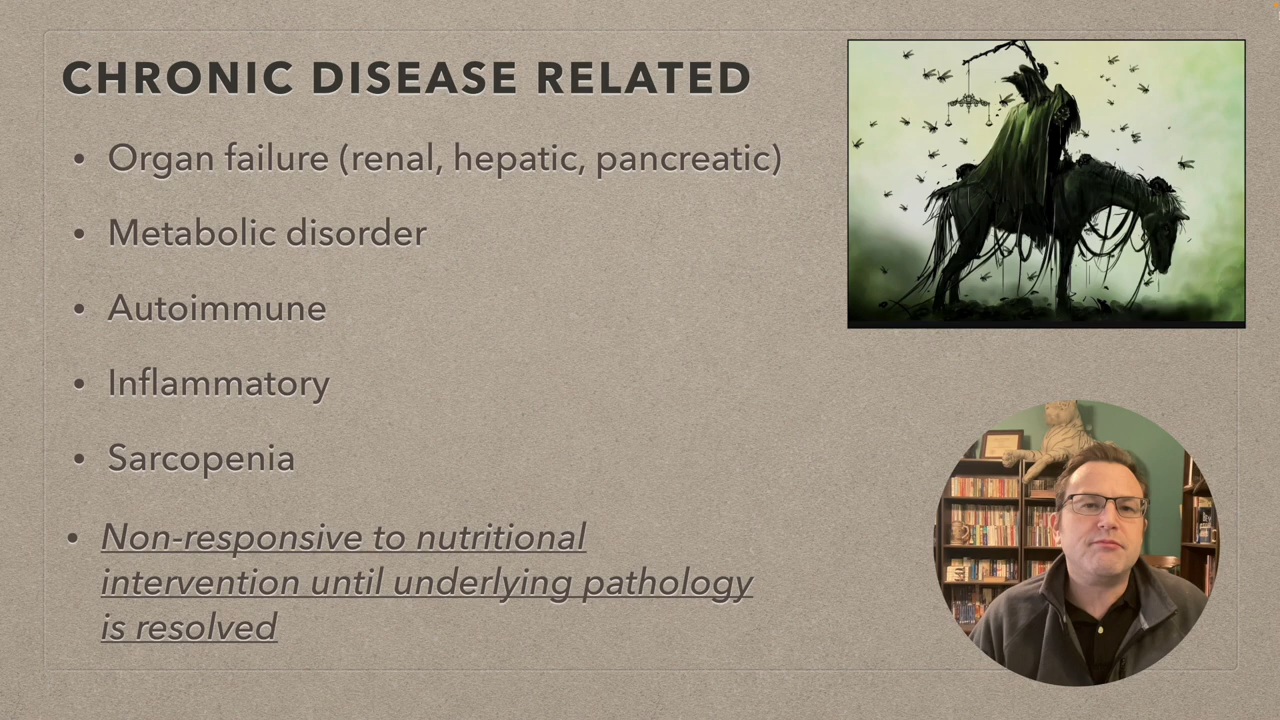 CHRONIC DISEASE RELATED
• Organ failure (renal, hepatic, pancreatic)
• Metabolic disorder
• Autoimmune
• Inflammatory
• Sarcopenia
• Non-responsive to nutritional
intervention until underlying pathology
is resolved